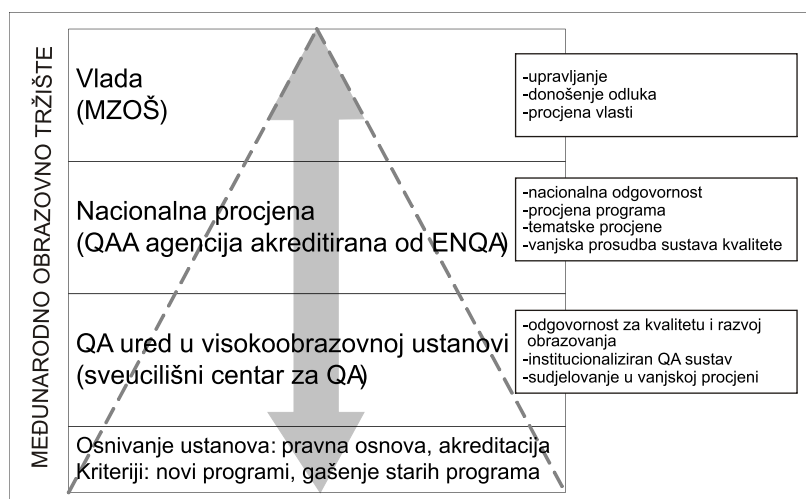 MEĐUNARODNO OBRAZOVNO TRŽIŠTE
Vlada
(MZOŠ)
-upravljanje
-donošenje odluka
-procjena vlasti
Nacionalna procjena
(QAA agencija akreditirana od ENQA)
-nacionalna odgovornost
-procjena programa
-tematske procjene
-vanjska prosudba sustava kvalitete
QA ured u visokoobrazovnoj ustanovi
(sveucilišni centar za QA)
-odgovornost za kvalitetu i razvoj
obrazovanja
-institucionaliziran QA sustav
-sudjelovanje u vanjskoj procjeni
Osnivanje ustanova: pravna osnova, akreditacija
Kriteriji: novi programi, gašenje starih programa